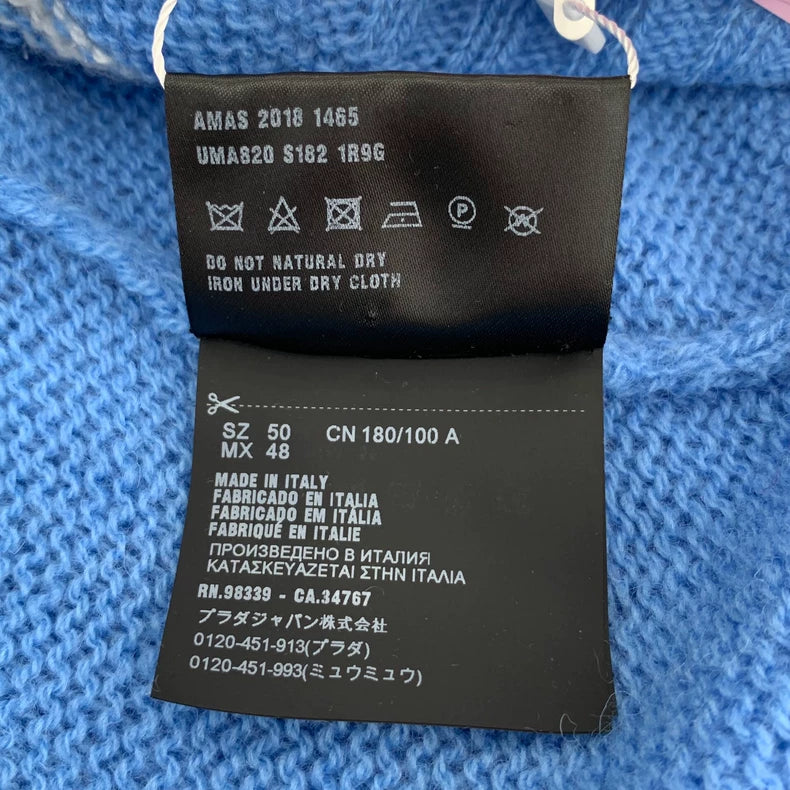 AMAS 2018 1465
UMA820 S182 1R9G
P
DO NOT NATURAL DRY
IRON UNDER DRY CLOTH
SZ 50 CN 180/100 A
MX 48
MADE IN ITALY
FABRICADO EN ITALIA
FABRICADO EM ITÁLIA
FABRIQUÉ EN ITALIE
ПРОИЗВЕДЕНО В ИТАЛИЯ
ΚΑΤΑΣΚΕΥΑΖΕΤΑΙ ΣΤΗΝ ΙΤΑΛΙΑ
RN.98339 - CA.34767
プラダジャパン株式会社
0120-451-913(プラダ)
0120-451-993(ミュウミュウ)